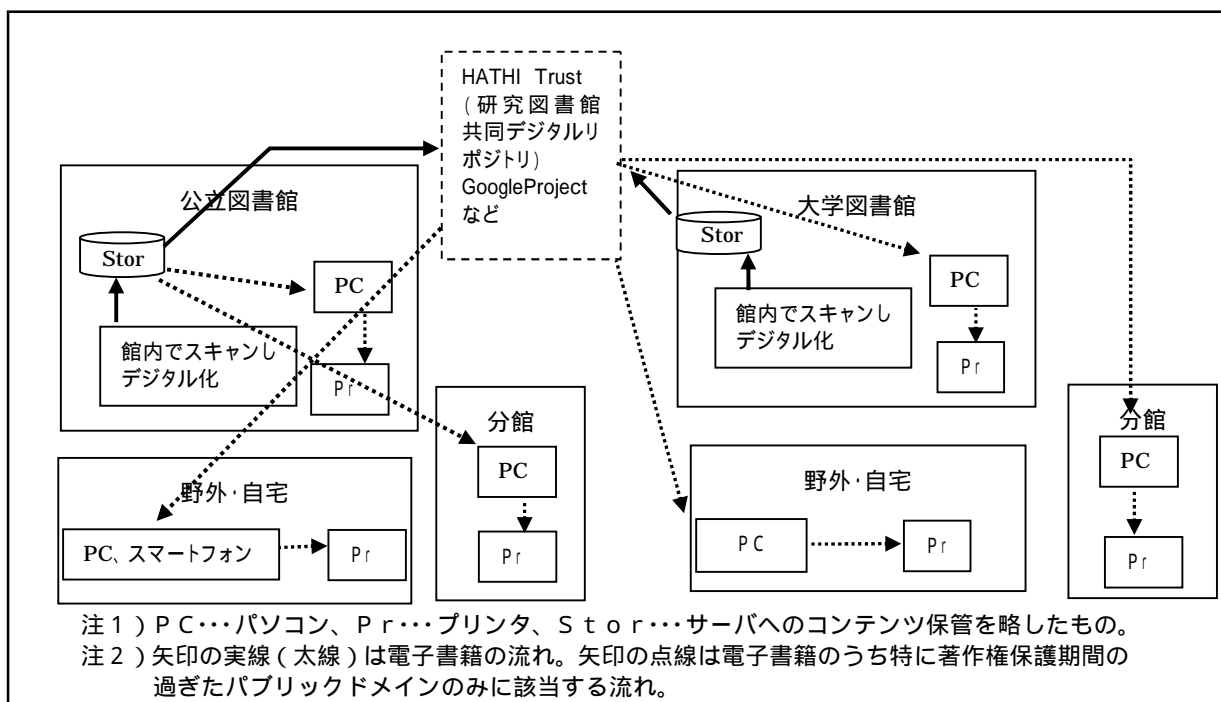 HATHI Trust
(研究図書館
共同デジタルリ
ポジトリ)
GoogleProject
など
公立図書館
Stor
PC
館内でスキャンし
デジタル化
Pr
大学図書館
Stor
PC
館内でスキャンし
デジタル化
Pr
分館
PC
Pr
分館
PC
Pr
野外・自宅
PC、スマートフォン
Pr
野外・自宅
PC
Pr
注1)PC・・・パソコン、Pr・・・プリンタ、Stor・・・サーバへのコンテンツ保管を略したもの。
注2)矢印の実線(太線)は電子書籍の流れ。矢印の点線は電子書籍のうち特に著作権保護期間の
過ぎたパブリックドメインのみに該当する流れ。